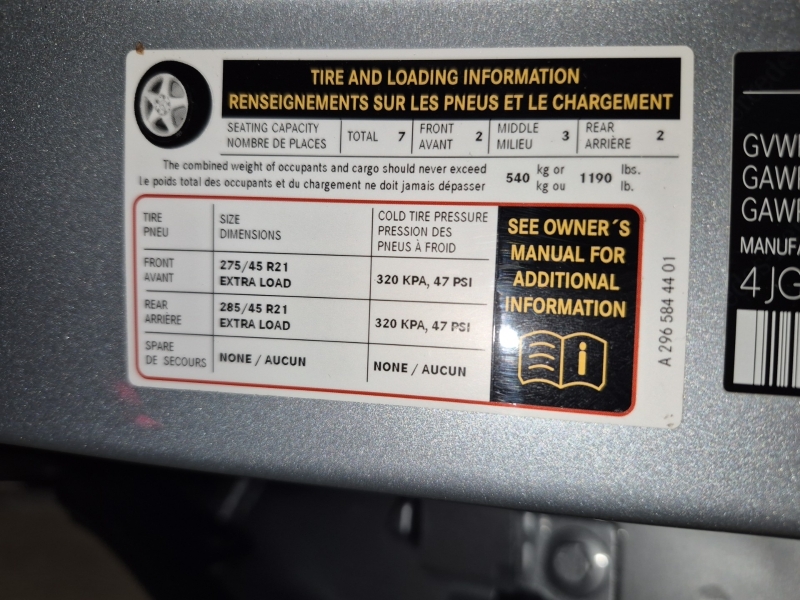 TIRE AND LOADING INFORMATION
RENSEIGNEMENTS SUR LES PNEUS ET LE CHARGEMENT
SEATING CAPACITY
NOMBRE DE PLACES
TOTAL 7
FRONT
AVANT
2
MIDDLE
MILIEU
3
REAR
ARRIÈRE
2
The combined weight of occupants and cargo should never exceed
Le poids total des occupants et du chargement ne doit jamais dépasser
540
kg or
kg ou
1190
lbs.
lb.
TIRE
PNEU
SIZE
DIMENSIONS
COLD TIRE PRESSURE
PRESSION DES
PNEUS À FROID
FRONT
AVANT
275/45 R21
EXTRA LOAD
320 KPA, 47 PSI
REAR
ARRIÈRE
285/45 R21
EXTRA LOAD
320 KPA, 47 PSI
SPARE
DE SECOURS
NONE / AUCUN
NONE / AUCUN
SEE OWNER´S
MANUAL FOR
ADDITIONAL
INFORMATION
A 296 584 44 01
GVW
GAW
GAW
MANUFA
4JG